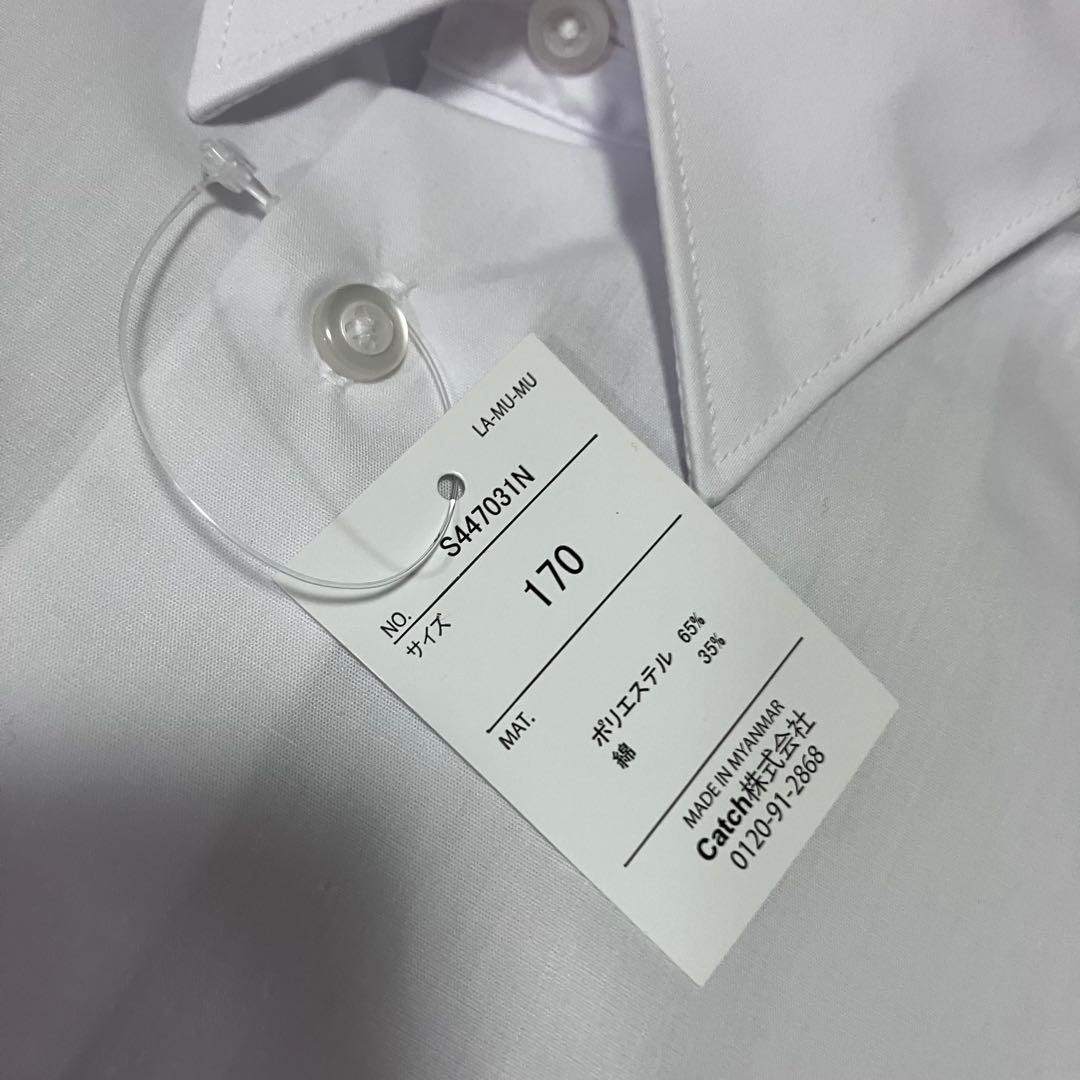 LA-MU-MU
NO. S447031N
サイズ 170
MAT.
ポリエステル 65%
綿 35%
MADE IN MYANMAR
Catch株式会社
0120-91-2868